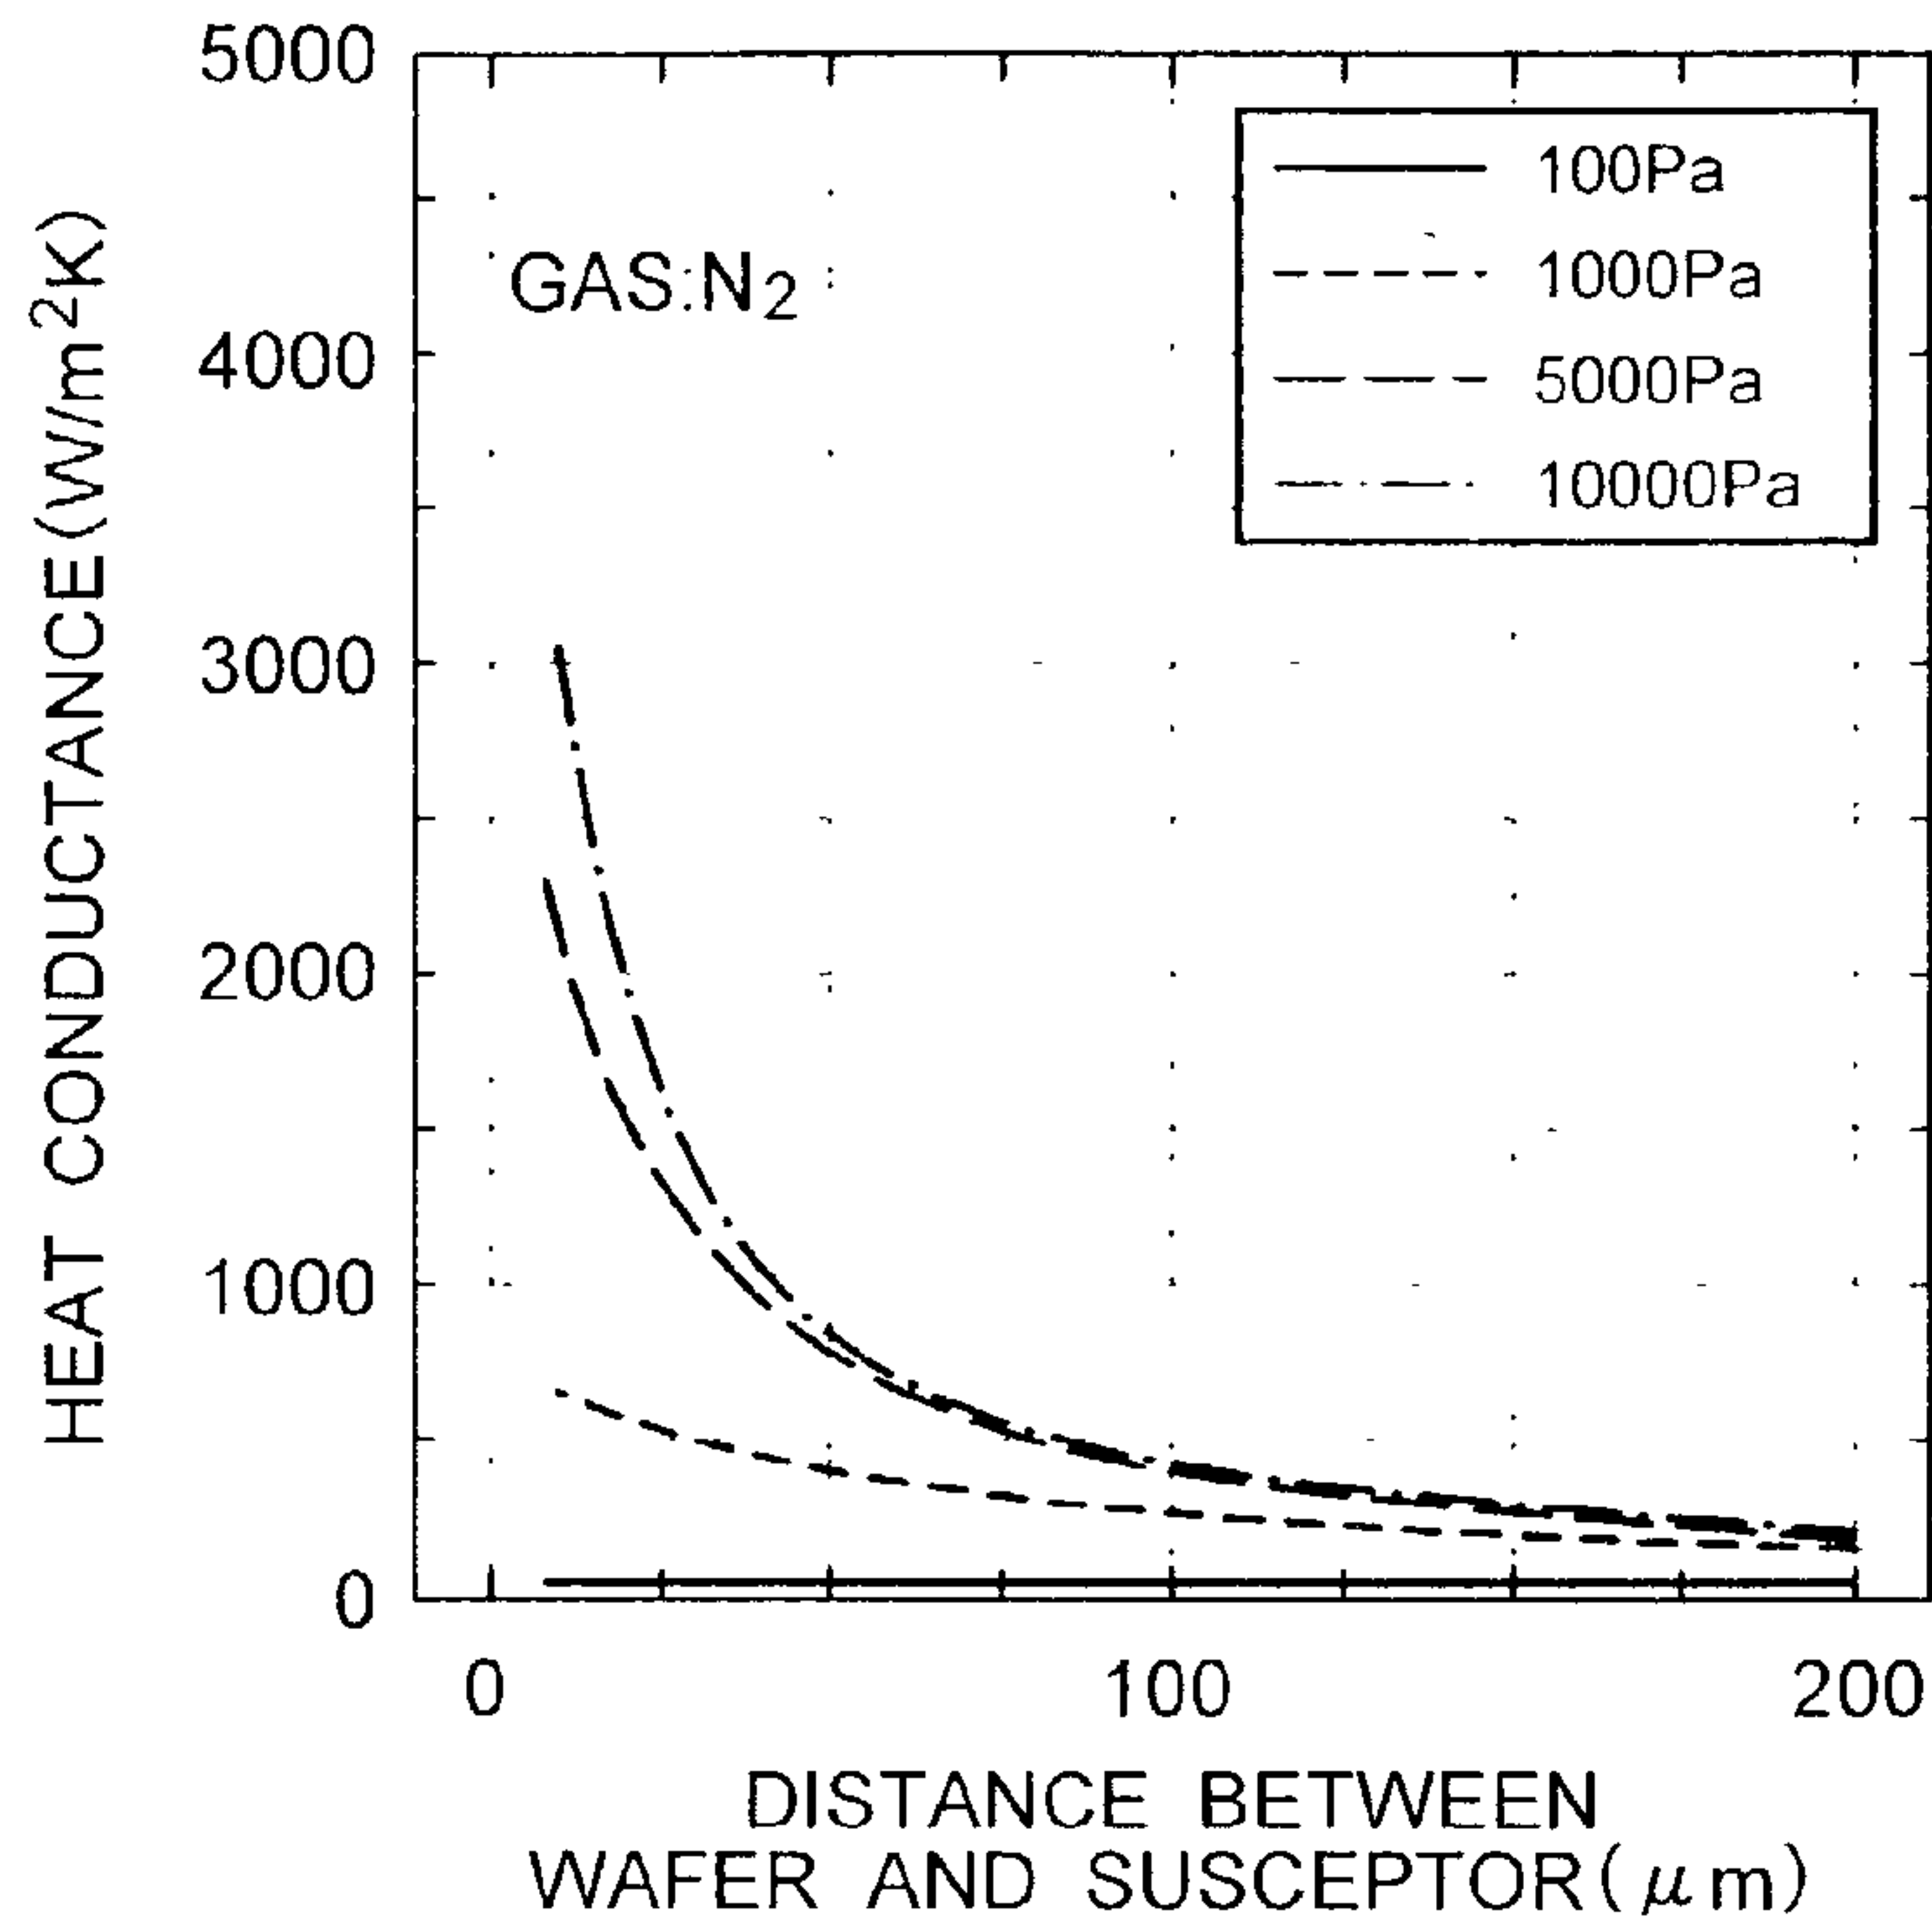 5000
4000
3000
2000
1000
0
HEAT CONDUCTANCE(W/m²K)
GAS:N₂
100Pa
1000Pa
5000Pa
10000Pa
0 100 200
DISTANCE BETWEEN
WAFER AND SUSCEPTOR(μm)